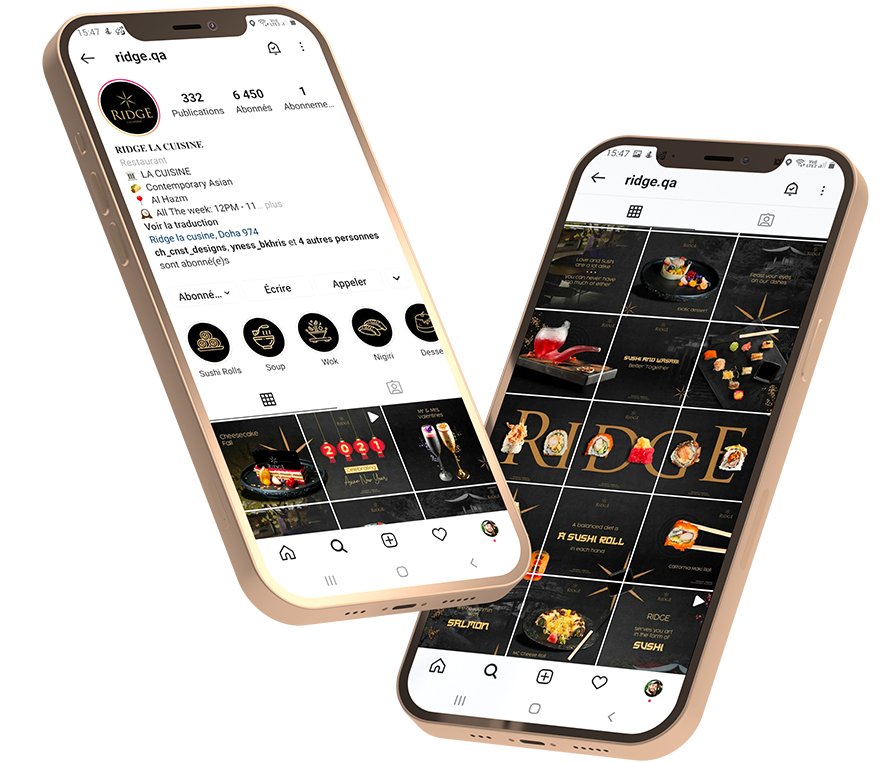 15:47
ridge.qa
RIDGE
332
6 450
1
Publications
Abonnés
Abonneme...
RIDGE LA CUISINE
Restaurant
LA CUISINE
Contemporary Asian
Al Hazm
All The week: 12PM - 11... plus
Voir la traduction
Ridge la cusine, Doha 974
ch_cnst_designs, yness_bkhris et 4 autres personnes
sont abonné(e)s
Abonné...
Écrire
Appeler
Sushi Rolls
Soup
Wok
Nigiri
Desse
Cheesecake
Fall
2021
Celebrating
Mr & Mrs
Valentines
15:47
ridge.qa
Love and Sushi
are a lot alike
you can never have
too much of either
Exotic dessert
Feast your eyes
on our dishes
SUSHI AND WASABI
Better Together
RIDGE
A balanced diet is
A SUSHI ROLL
in each hand
California Maki Roll
SALMON
MC Cheese Roll
RIDGE
serves you art
in the form of
SUSHI